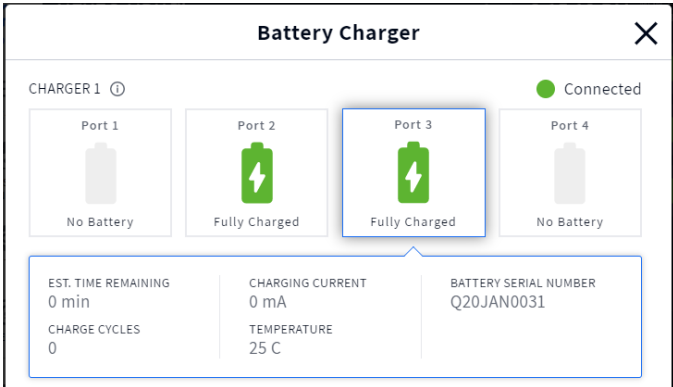 Battery Charger
CHARGER 1
Connected
Port 1
Port 2
Port 3
Port 4
No Battery
Fully Charged
Fully Charged
No Battery
EST. TIME REMAINING
0 min
CHARGE CYCLES
0
CHARGING CURRENT
0 mA
TEMPERATURE
25 C
BATTERY SERIAL NUMBER
Q20JAN0031